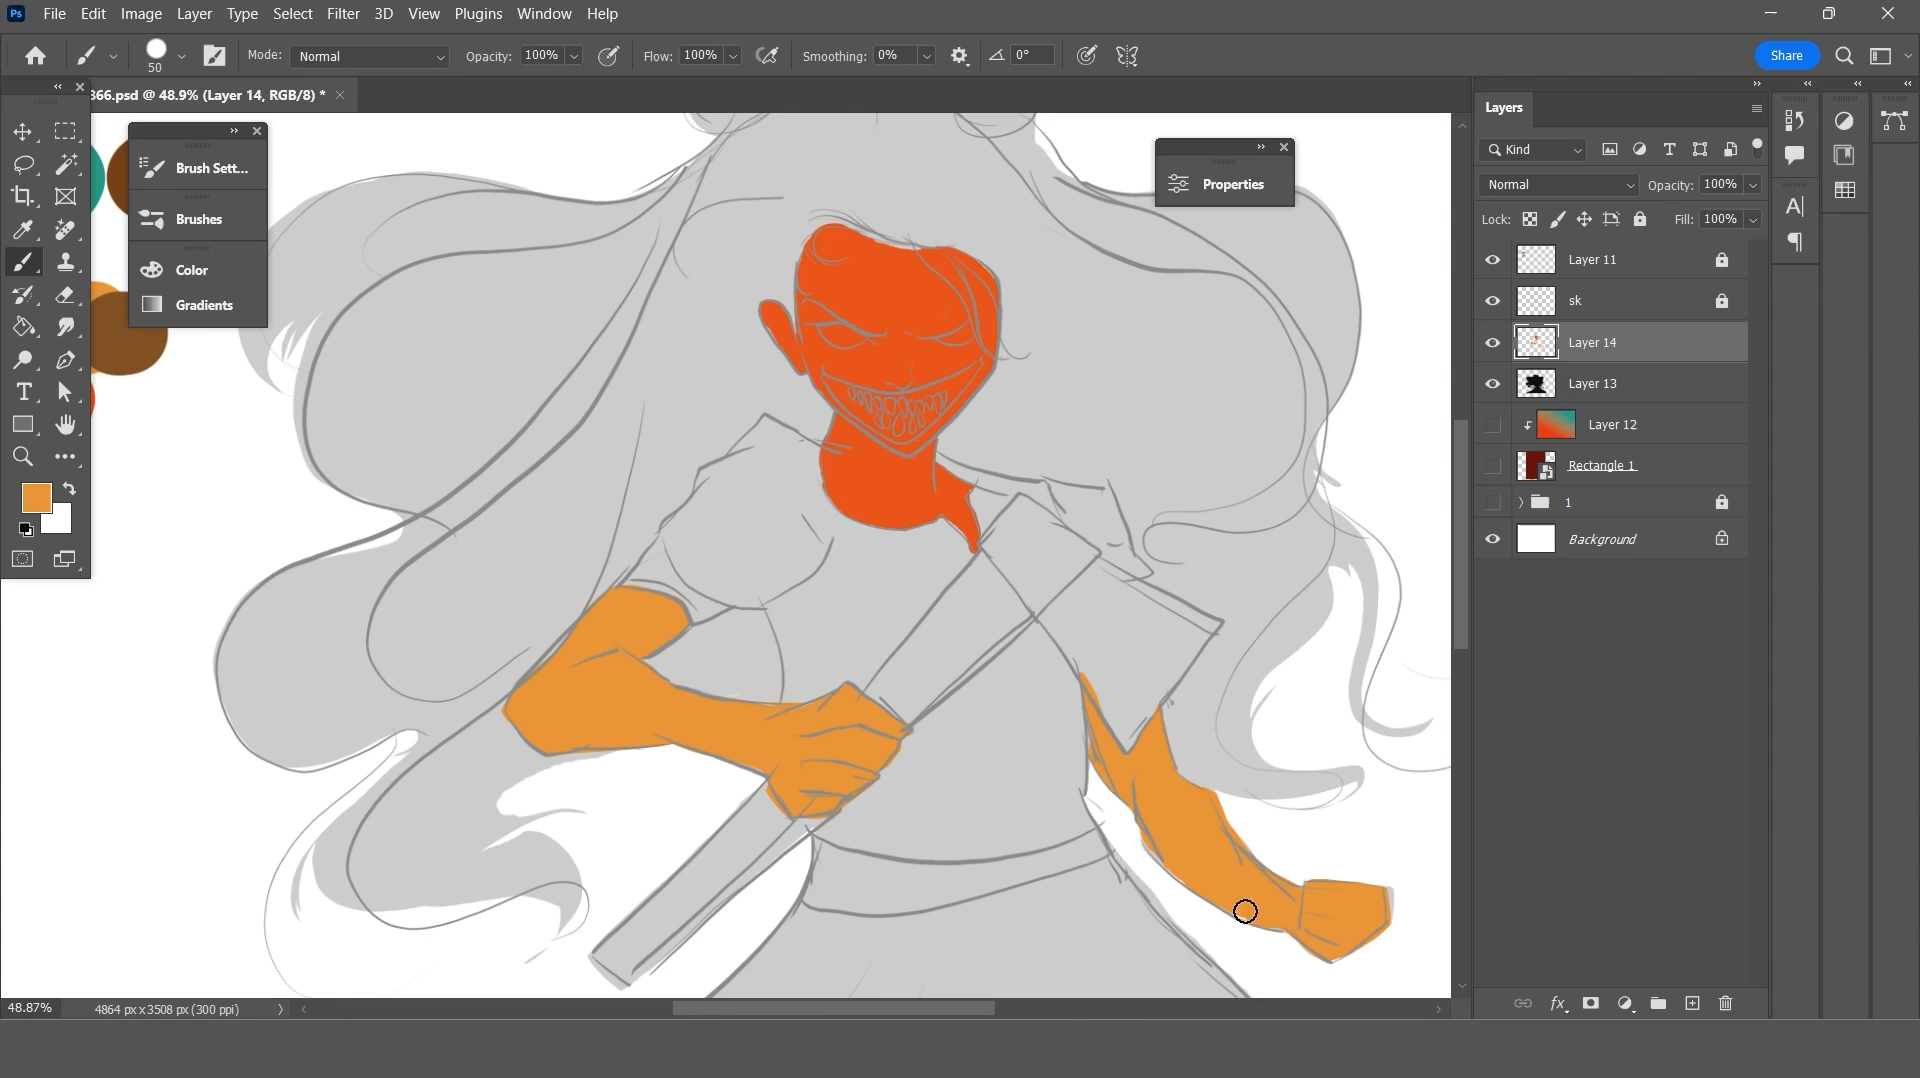 Ps File Edit Image Layer Type Select Filter 3D View Plugins Window Help
50 Mode: Normal Opacity: 100% Flow: 100% Smoothing: 0% 0° Share
366.psd @ 48.9% (Layer 14, RGB/8) *
Brush Sett...
Brushes
Color
Gradients
Properties
Layers
Kind
Normal Opacity: 100%
Lock: Fill: 100%
Layer 11
sk
Layer 14
Layer 13
Layer 12
Rectangle 1
1
Background
48.87% 4864 px x 3508 px (300 ppi)